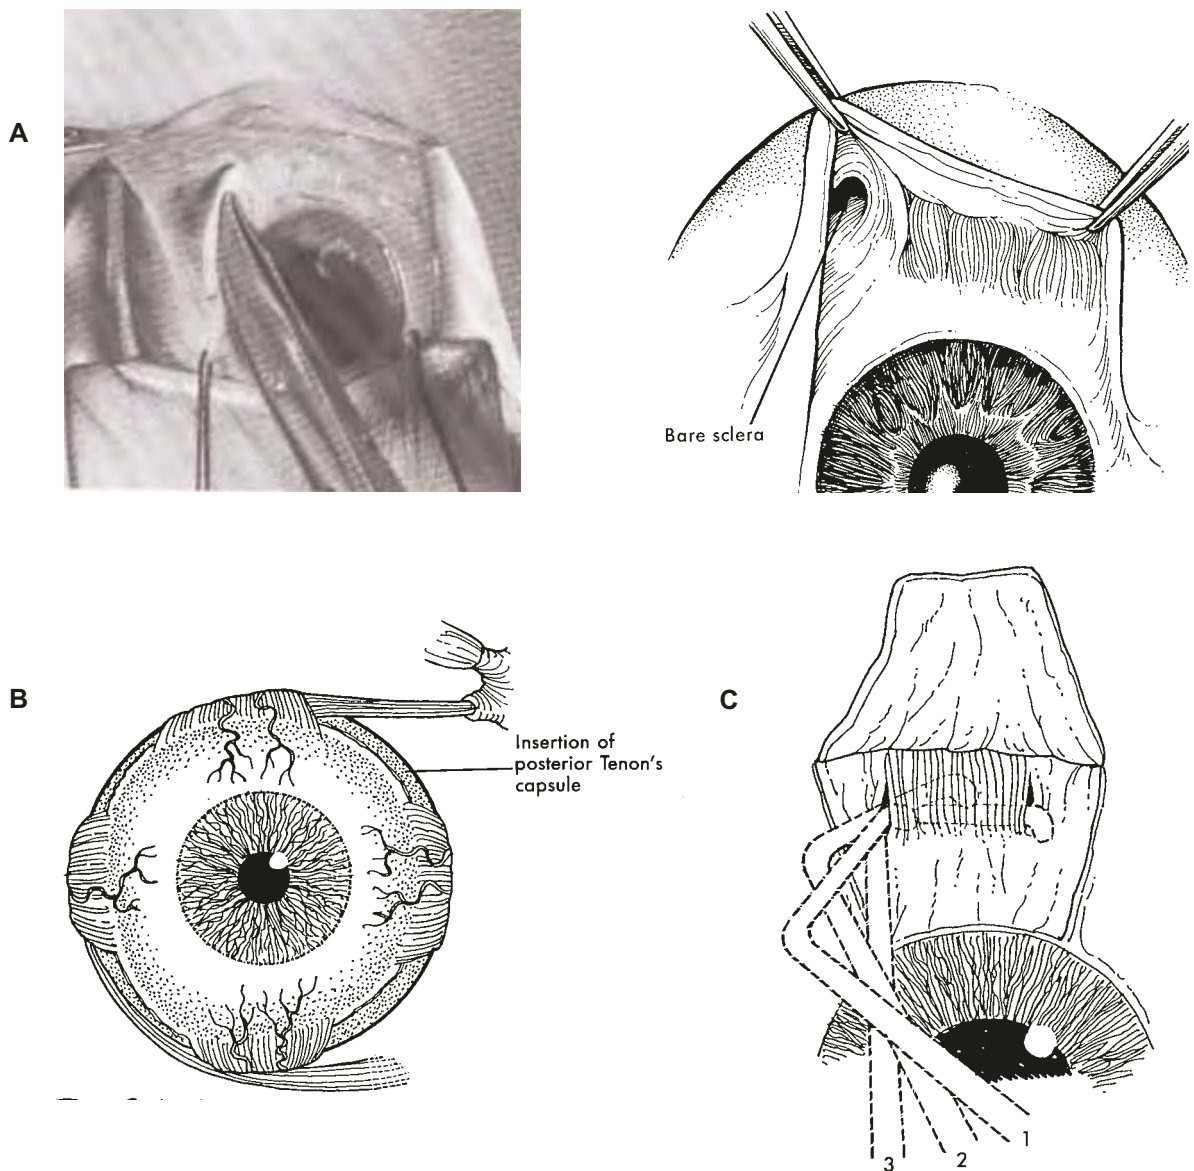 A
Bare sclera
B
Insertion of
posterior Tenon's
capsule
C
1
2
3